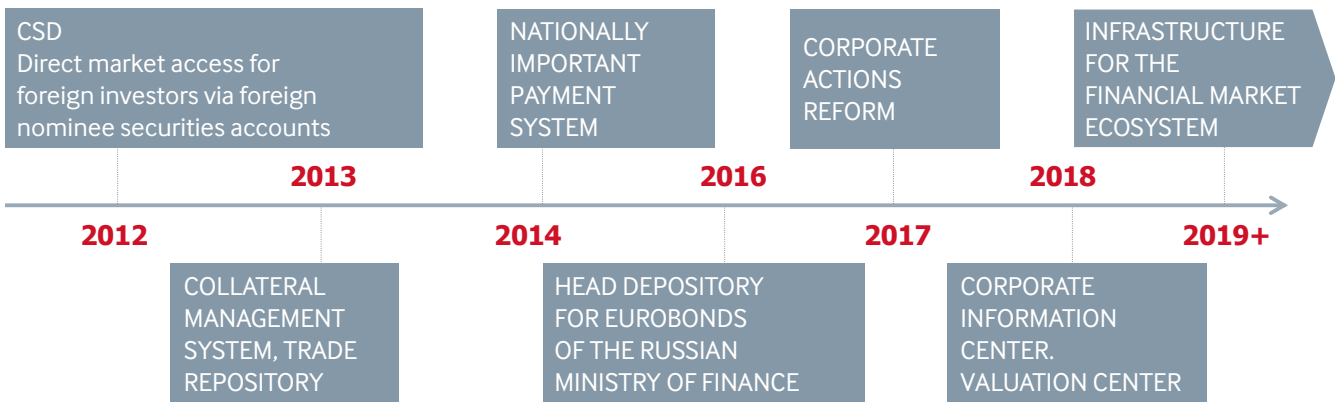 CSD
Direct market access for
foreign investors via foreign
nominee securities accounts
NATIONALLY
IMPORTANT
PAYMENT
SYSTEM
CORPORATE
ACTIONS
REFORM
INFRASTRUCTURE
FOR THE
FINANCIAL MARKET
ECOSYSTEM
2013
2016
2018
2012
2014
2017
2019+
COLLATERAL
MANAGEMENT
SYSTEM, TRADE
REPOSITORY
HEAD DEPOSITORY
FOR EUROBONDS
OF THE RUSSIAN
MINISTRY OF FINANCE
CORPORATE
INFORMATION
CENTER.
VALUATION CENTER